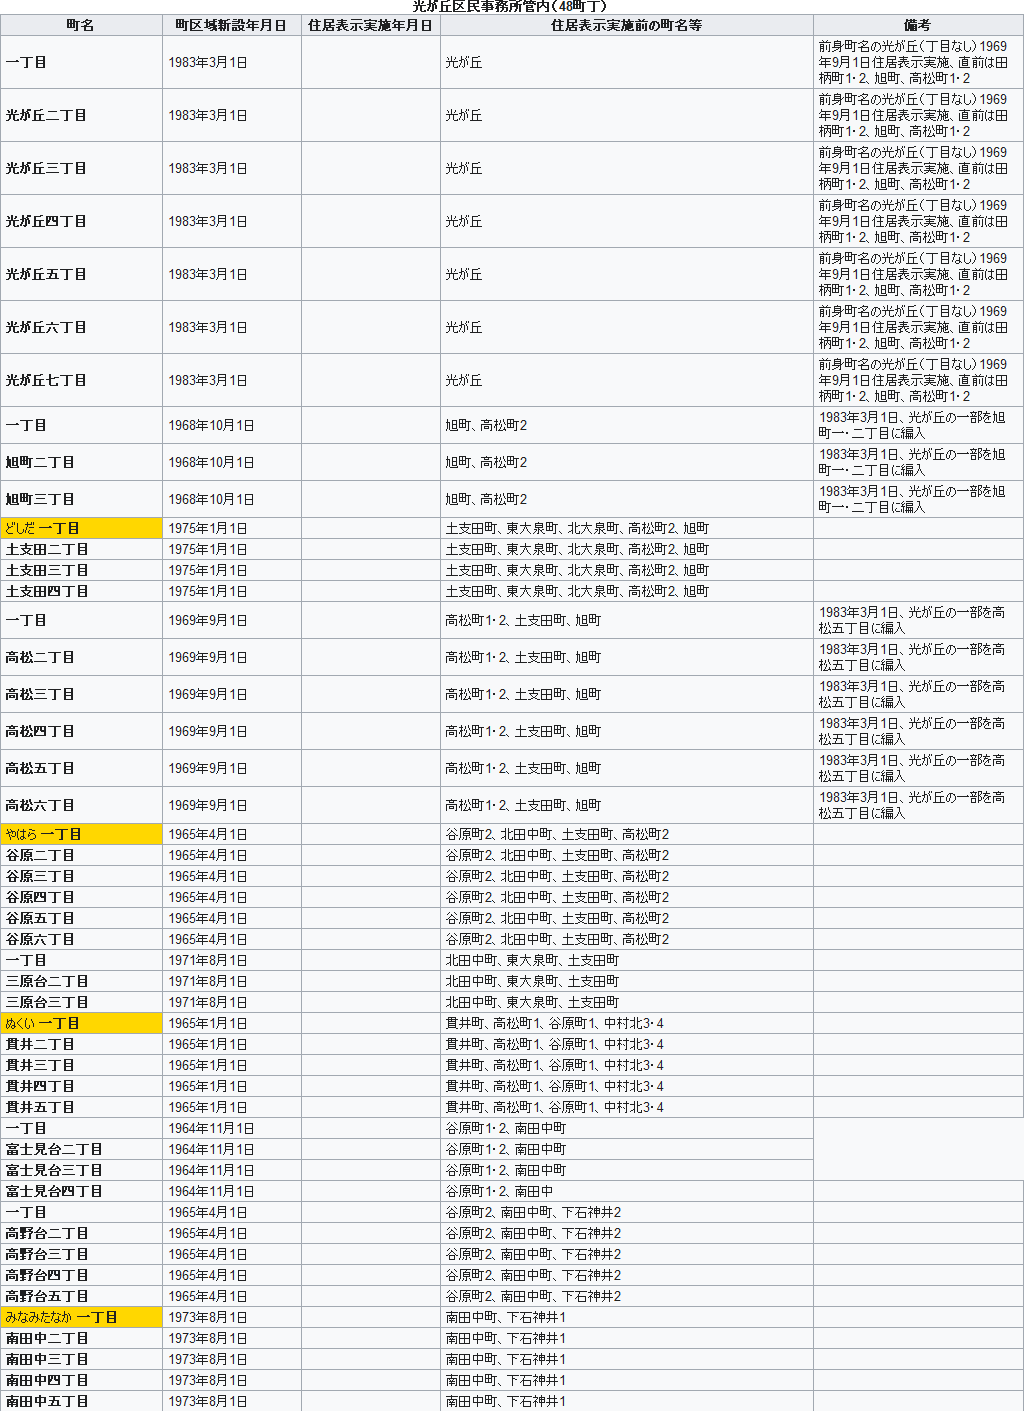 光が丘区民事務所管内（48町丁）
町名 町区域新設年月日 住居表示実施年月日 住居表示実施前の町名等 備考
一丁目 1983年3月1日 光が丘 前身町名の光が丘（丁目なし）1969
年9月1日住居表示実施、直前は田
柄町1・2、旭町、高松町1・2
光が丘二丁目 1983年3月1日 光が丘 前身町名の光が丘（丁目なし）1969
年9月1日住居表示実施、直前は田
柄町1・2、旭町、高松町1・2
光が丘三丁目 1983年3月1日 光が丘 前身町名の光が丘（丁目なし）1969
年9月1日住居表示実施、直前は田
柄町1・2、旭町、高松町1・2
光が丘四丁目 1983年3月1日 光が丘 前身町名の光が丘（丁目なし）1969
年9月1日住居表示実施、直前は田
柄町1・2、旭町、高松町1・2
光が丘五丁目 1983年3月1日 光が丘 前身町名の光が丘（丁目なし）1969
年9月1日住居表示実施、直前は田
柄町1・2、旭町、高松町1・2
光が丘六丁目 1983年3月1日 光が丘 前身町名の光が丘（丁目なし）1969
年9月1日住居表示実施、直前は田
柄町1・2、旭町、高松町1・2
光が丘七丁目 1983年3月1日 光が丘 前身町名の光が丘（丁目なし）1969
年9月1日住居表示実施、直前は田
柄町1・2、旭町、高松町1・2
一丁目 1968年10月1日 旭町、高松町2 1983年3月1日、光が丘の一部を旭
町一・二丁目に編入
旭町二丁目 1968年10月1日 旭町、高松町2 1983年3月1日、光が丘の一部を旭
町一・二丁目に編入
旭町三丁目 1968年10月1日 旭町、高松町2 1983年3月1日、光が丘の一部を旭
町一・二丁目に編入
どしだ 一丁目 1975年1月1日 土支田町、東大泉町、北大泉町、高松町2、旭町
土支田二丁目 1975年1月1日 土支田町、東大泉町、北大泉町、高松町2、旭町
土支田三丁目 1975年1月1日 土支田町、東大泉町、北大泉町、高松町2、旭町
土支田四丁目 1975年1月1日 土支田町、東大泉町、北大泉町、高松町2、旭町
一丁目 1969年9月1日 高松町1・2、土支田町、旭町 1983年3月1日、光が丘の一部を高
松五丁目に編入
高松二丁目 1969年9月1日 高松町1・2、土支田町、旭町 1983年3月1日、光が丘の一部を高
松五丁目に編入
高松三丁目 1969年9月1日 高松町1・2、土支田町、旭町 1983年3月1日、光が丘の一部を高
松五丁目に編入
高松四丁目 1969年9月1日 高松町1・2、土支田町、旭町 1983年3月1日、光が丘の一部を高
松五丁目に編入
高松五丁目 1969年9月1日 高松町1・2、土支田町、旭町 1983年3月1日、光が丘の一部を高
松五丁目に編入
高松六丁目 1969年9月1日 高松町1・2、土支田町、旭町 1983年3月1日、光が丘の一部を高
松五丁目に編入
やはら 一丁目 1965年4月1日 谷原町2、北田中町、土支田町、高松町2
谷原二丁目 1965年4月1日 谷原町2、北田中町、土支田町、高松町2
谷原三丁目 1965年4月1日 谷原町2、北田中町、土支田町、高松町2
谷原四丁目 1965年4月1日 谷原町2、北田中町、土支田町、高松町2
谷原五丁目 1965年4月1日 谷原町2、北田中町、土支田町、高松町2
谷原六丁目 1965年4月1日 谷原町2、北田中町、土支田町、高松町2
一丁目 1971年8月1日 北田中町、東大泉町、土支田町
三原台二丁目 1971年8月1日 北田中町、東大泉町、土支田町
三原台三丁目 1971年8月1日 北田中町、東大泉町、土支田町
ぬくい 一丁目 1965年1月1日 貫井町、高松町1、谷原町1、中村北3・4
貫井二丁目 1965年1月1日 貫井町、高松町1、谷原町1、中村北3・4
貫井三丁目 1965年1月1日 貫井町、高松町1、谷原町1、中村北3・4
貫井四丁目 1965年1月1日 貫井町、高松町1、谷原町1、中村北3・4
貫井五丁目 1965年1月1日 貫井町、高松町1、谷原町1、中村北3・4
一丁目 1964年11月1日 谷原町1・2、南田中町
富士見台二丁目 1964年11月1日 谷原町1・2、南田中町
富士見台三丁目 1964年11月1日 谷原町1・2、南田中町
富士見台四丁目 1964年11月1日 谷原町1・2、南田中
一丁目 1965年4月1日 谷原町2、南田中町、下石神井2
高野台二丁目 1965年4月1日 谷原町2、南田中町、下石神井2
高野台三丁目 1965年4月1日 谷原町2、南田中町、下石神井2
高野台四丁目 1965年4月1日 谷原町2、南田中町、下石神井2
高野台五丁目 1965年4月1日 谷原町2、南田中町、下石神井2
みなみたなか 一丁目 1973年8月1日 南田中町、下石神井1
南田中二丁目 1973年8月1日 南田中町、下石神井1
南田中三丁目 1973年8月1日 南田中町、下石神井1
南田中四丁目 1973年8月1日 南田中町、下石神井1
南田中五丁目 1973年8月1日 南田中町、下石神井1